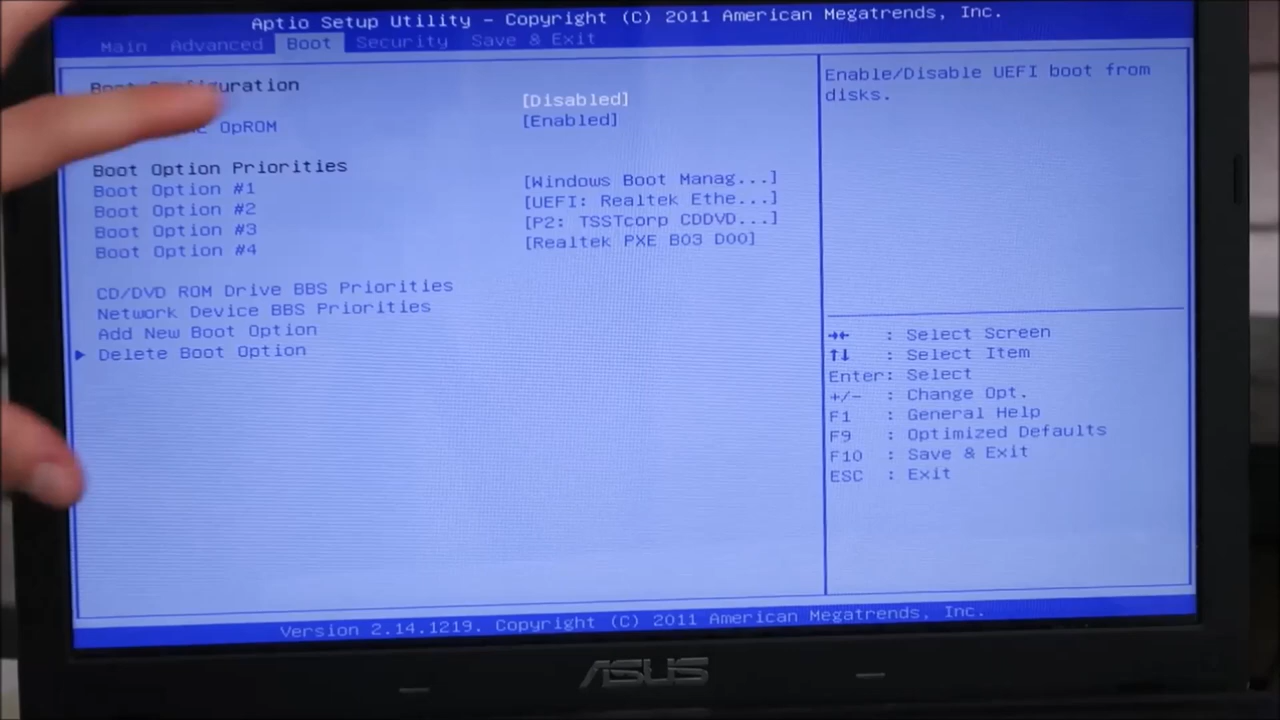 Aptio Setup Utility - Copyright (C) 2011 American Megatrends, Inc.
Main Advanced Boot Security Save & Exit
Boot Configuration
[Disabled]
OpROM [Enabled]
Boot Option Priorities
Boot Option #1 [Windows Boot Manag...]
Boot Option #2 [UEFI: Realtek Ethe...]
Boot Option #3 [P2: TSSTcorp CDDVD...]
Boot Option #4 [Realtek PXE B03 D00]
CD/DVD ROM Drive BBS Priorities
Network Device BBS Priorities
Add New Boot Option
Delete Boot Option
Enable/Disable UEFI boot from
disks.
→← : Select Screen
↑↓ : Select Item
Enter: Select
+/- : Change Opt.
F1 : General Help
F9 : Optimized Defaults
F10 : Save & Exit
ESC : Exit
Version 2.14.1219. Copyright (C) 2011 American Megatrends, Inc.
ASUS